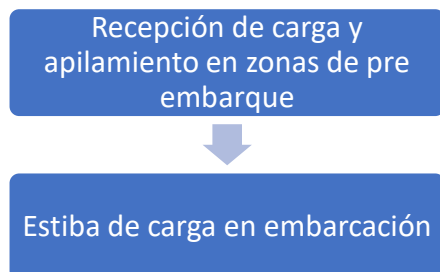 Recepción de carga y
apilamiento en zonas de pre
embarque
Estiba de carga en embarcación